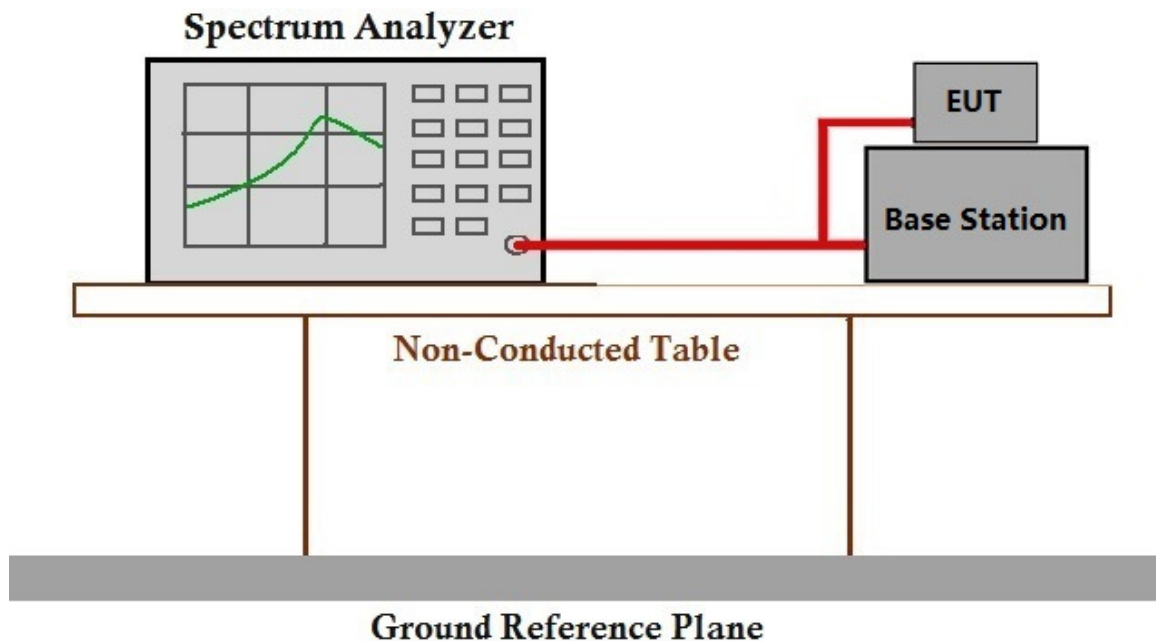 Spectrum Analyzer
EUT
Base Station
Non-Conducted Table
Ground Reference Plane